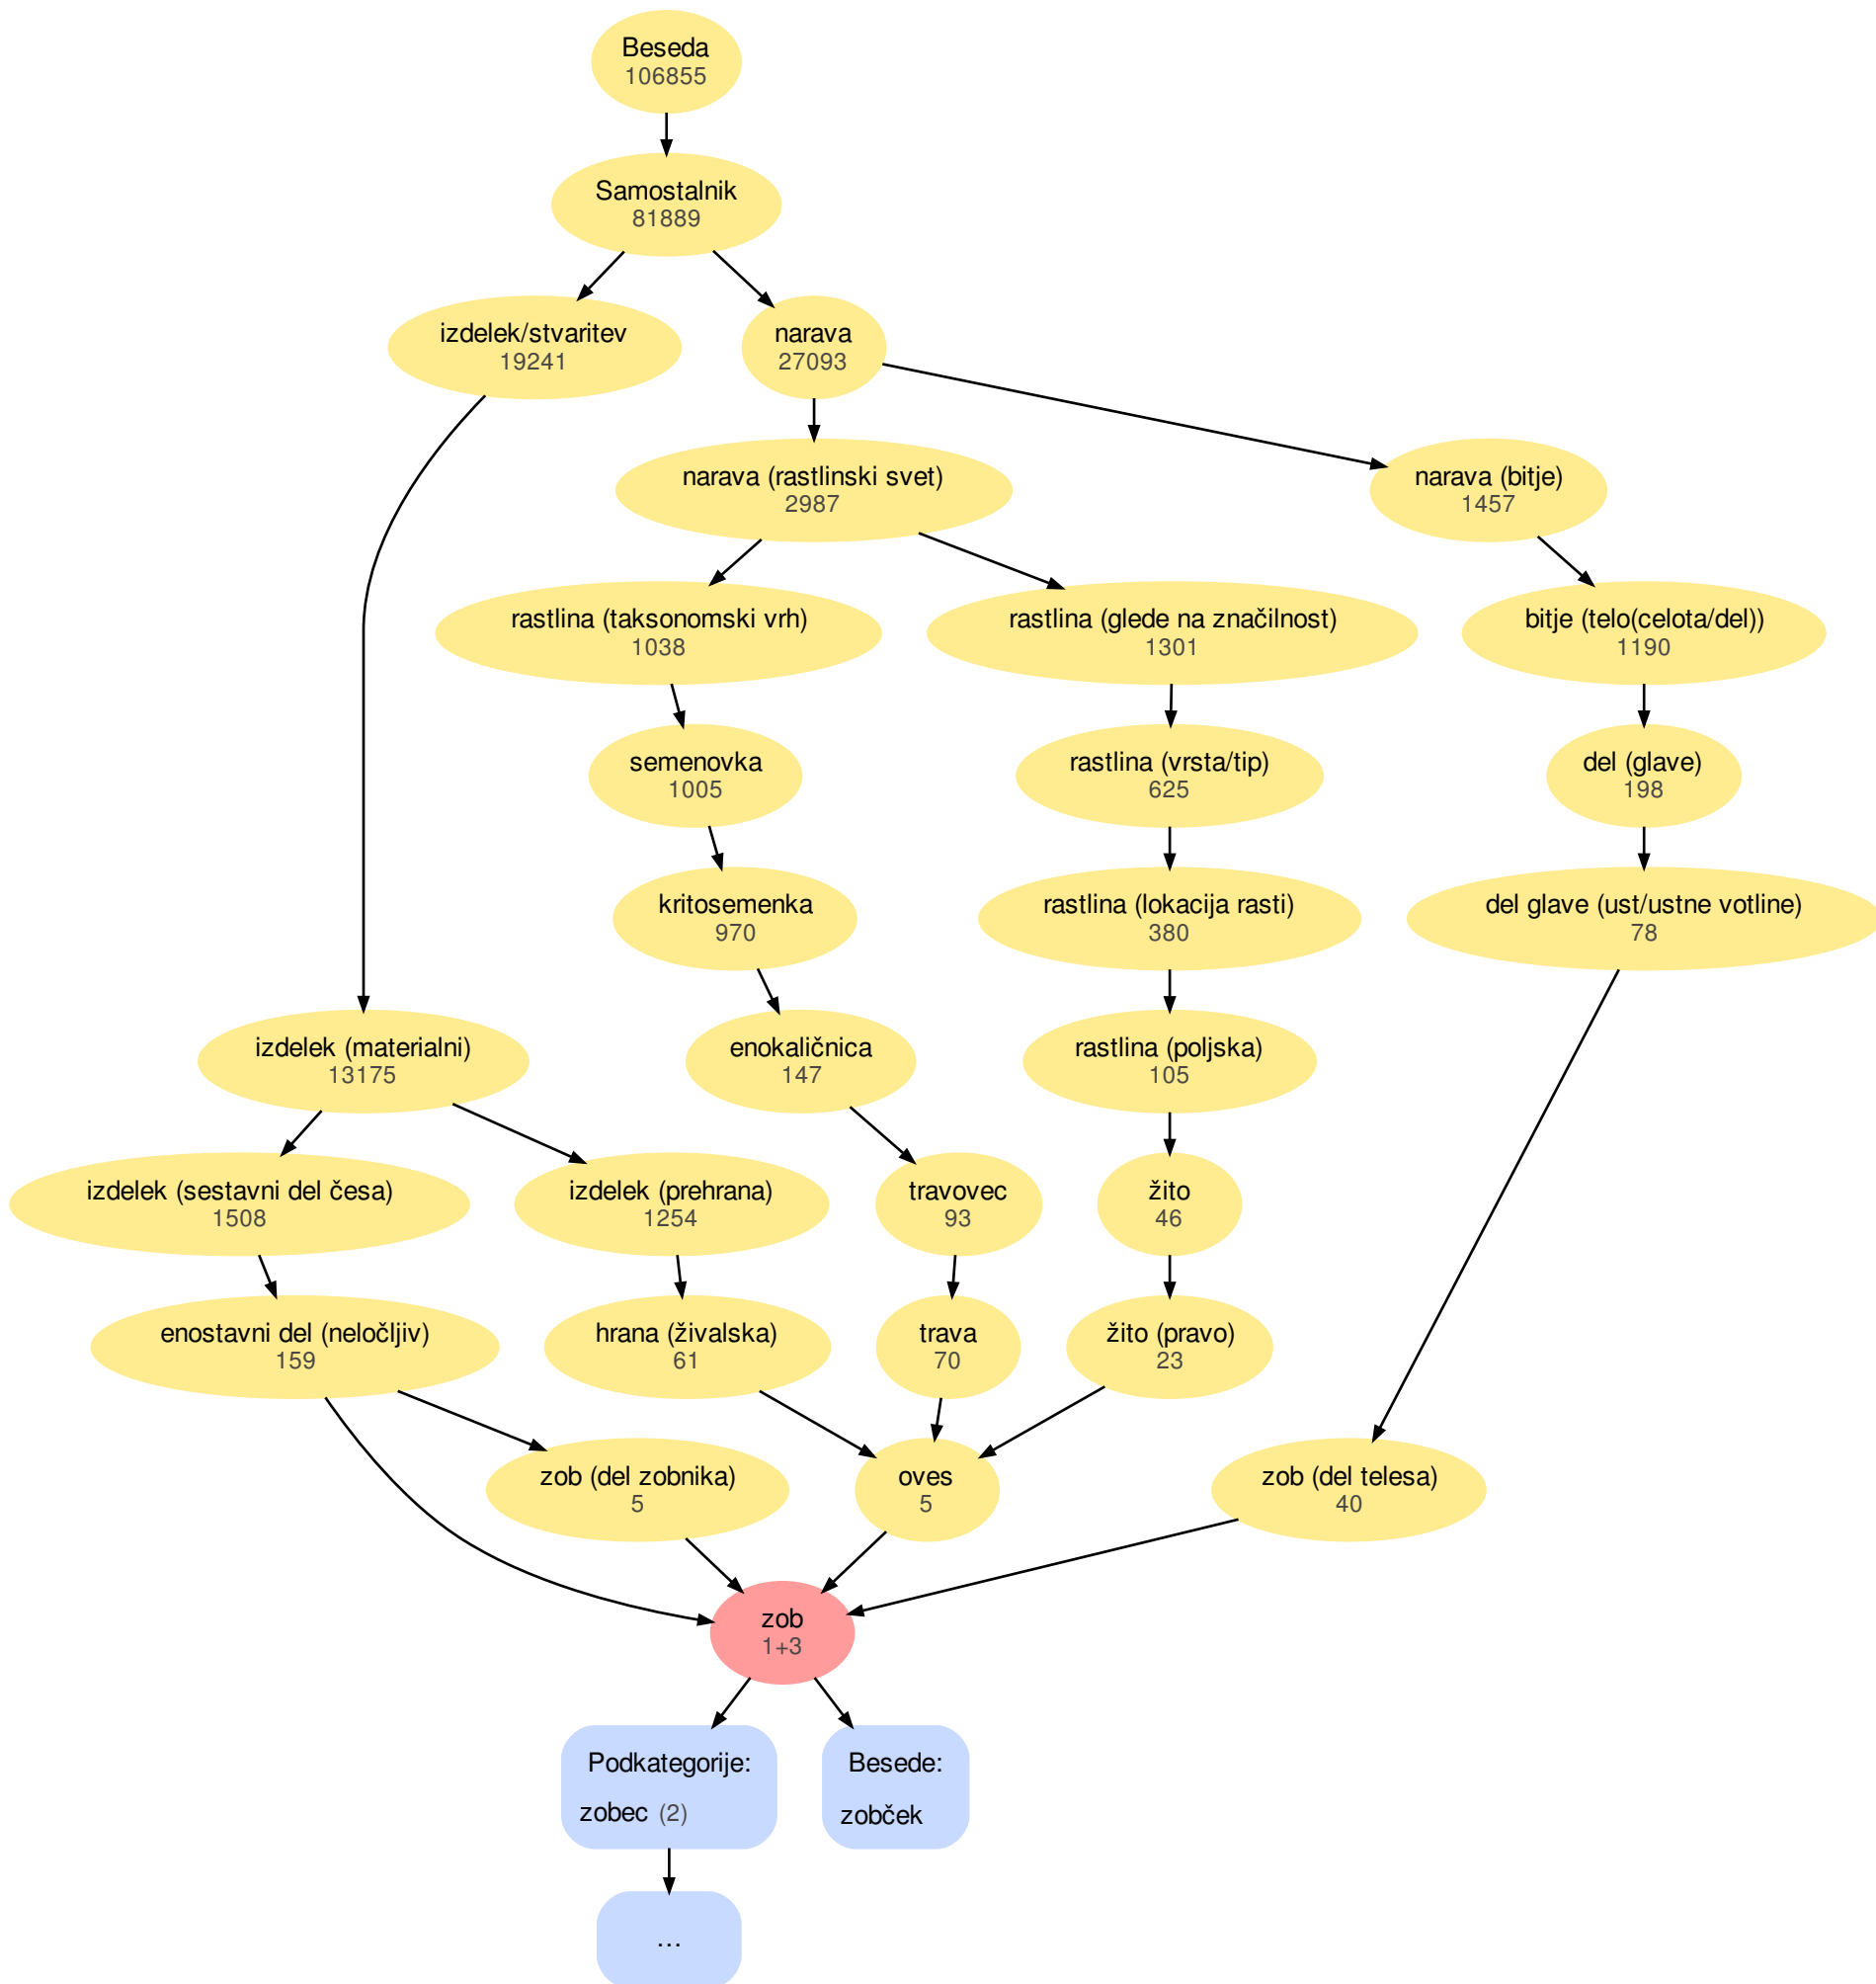 Beseda
106855
Samostalnik
81889
izdelek/stvaritev
19241
narava
27093
narava (rastlinski svet)
2987
narava (bitje)
1457
rastlina (taksonomski vrh)
1038
rastlina (glede na značilnost)
1301
bitje (telo(celota/del))
1190
semenovka
1005
rastlina (vrsta/tip)
625
del (glave)
198
kritosemenka
970
rastlina (lokacija rasti)
380
del glave (ust/ustne votline)
78
izdelek (materialni)
13175
enokaličnica
147
rastlina (poljska)
105
izdelek (sestavni del česa)
1508
izdelek (prehrana)
1254
travovec
93
žito
46
enostavni del (neločljiv)
159
hrana (živalska)
61
trava
70
žito (pravo)
23
zob (del zobnika)
5
oves
5
zob (del telesa)
40
zob
1+3
Podkategorije:
zobec (2)
Besede:
zobček
...